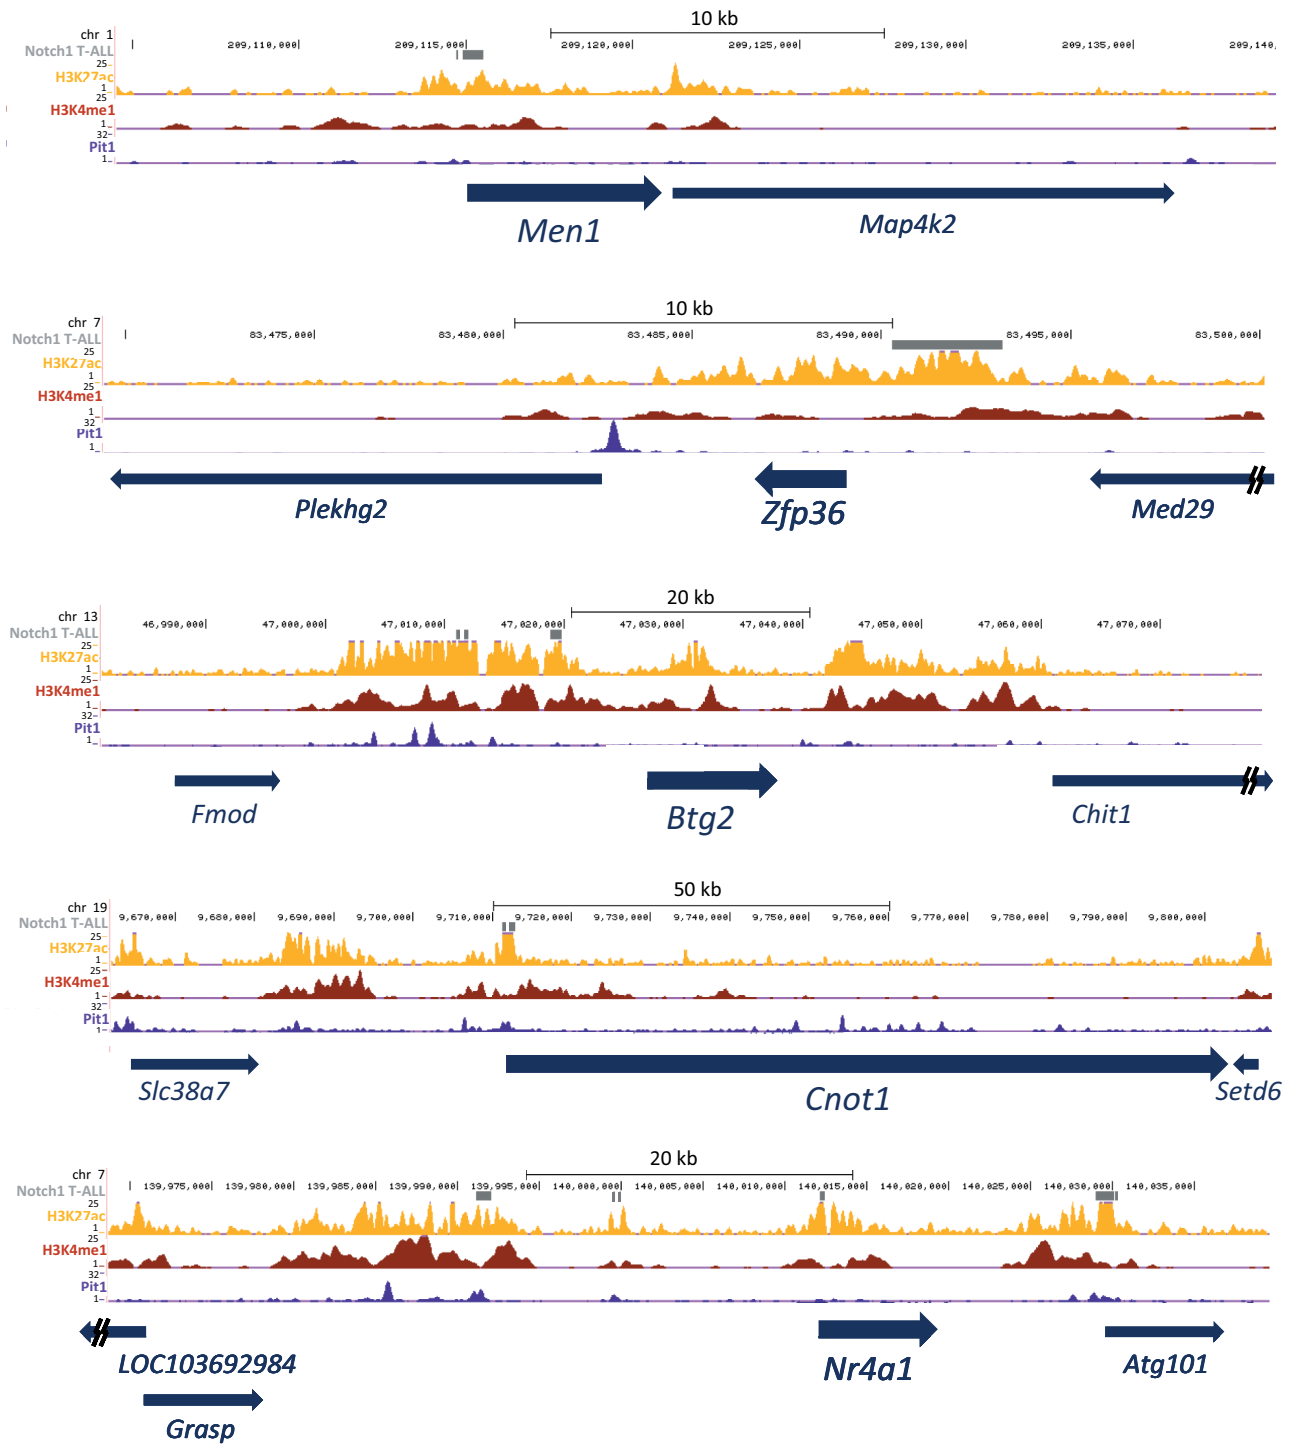 10 kb
chr 1
209,110,000| 209,115,000| 209,120,000| 209,125,000| 209,130,000| 209,135,000| 209,140,
Notch1 T-ALL
25
H3K27ac
1
25
H3K4me1
1
32
Pit1
1
Men1
Map4k2
10 kb
chr 7
83,475,000| 83,480,000| 83,485,000| 83,490,000| 83,495,000| 83,500,000|
Notch1 T-ALL
25
H3K27ac
1
25
H3K4me1
1
32
Pit1
1
Plekhg2
Zfp36
Med29
20 kb
chr 13
46,990,000| 47,000,000| 47,010,000| 47,020,000| 47,030,000| 47,040,000| 47,050,000| 47,060,000| 47,070,000|
Notch1 T-ALL
25
H3K27ac
1
25
H3K4me1
1
32
Pit1
1
Fmod
Btg2
Chit1
50 kb
chr 19
9,670,000| 9,680,000| 9,690,000| 9,700,000| 9,710,000| 9,720,000| 9,730,000| 9,740,000| 9,750,000| 9,760,000| 9,770,000| 9,780,000| 9,790,000| 9,800,000|
Notch1 T-ALL
25
H3K27ac
1
25
H3K4me1
1
32
Pit1
1
Slc38a7
Cnot1
Setd6
20 kb
chr 7
139,975,000| 139,980,000| 139,985,000| 139,990,000| 139,995,000| 140,000,000| 140,005,000| 140,010,000| 140,015,000| 140,020,000| 140,025,000| 140,030,000| 140,035,000|
Notch1 T-ALL
25
H3K27ac
1
25
H3K4me1
1
32
Pit1
1
LOC103692984
Nr4a1
Atg101
Grasp